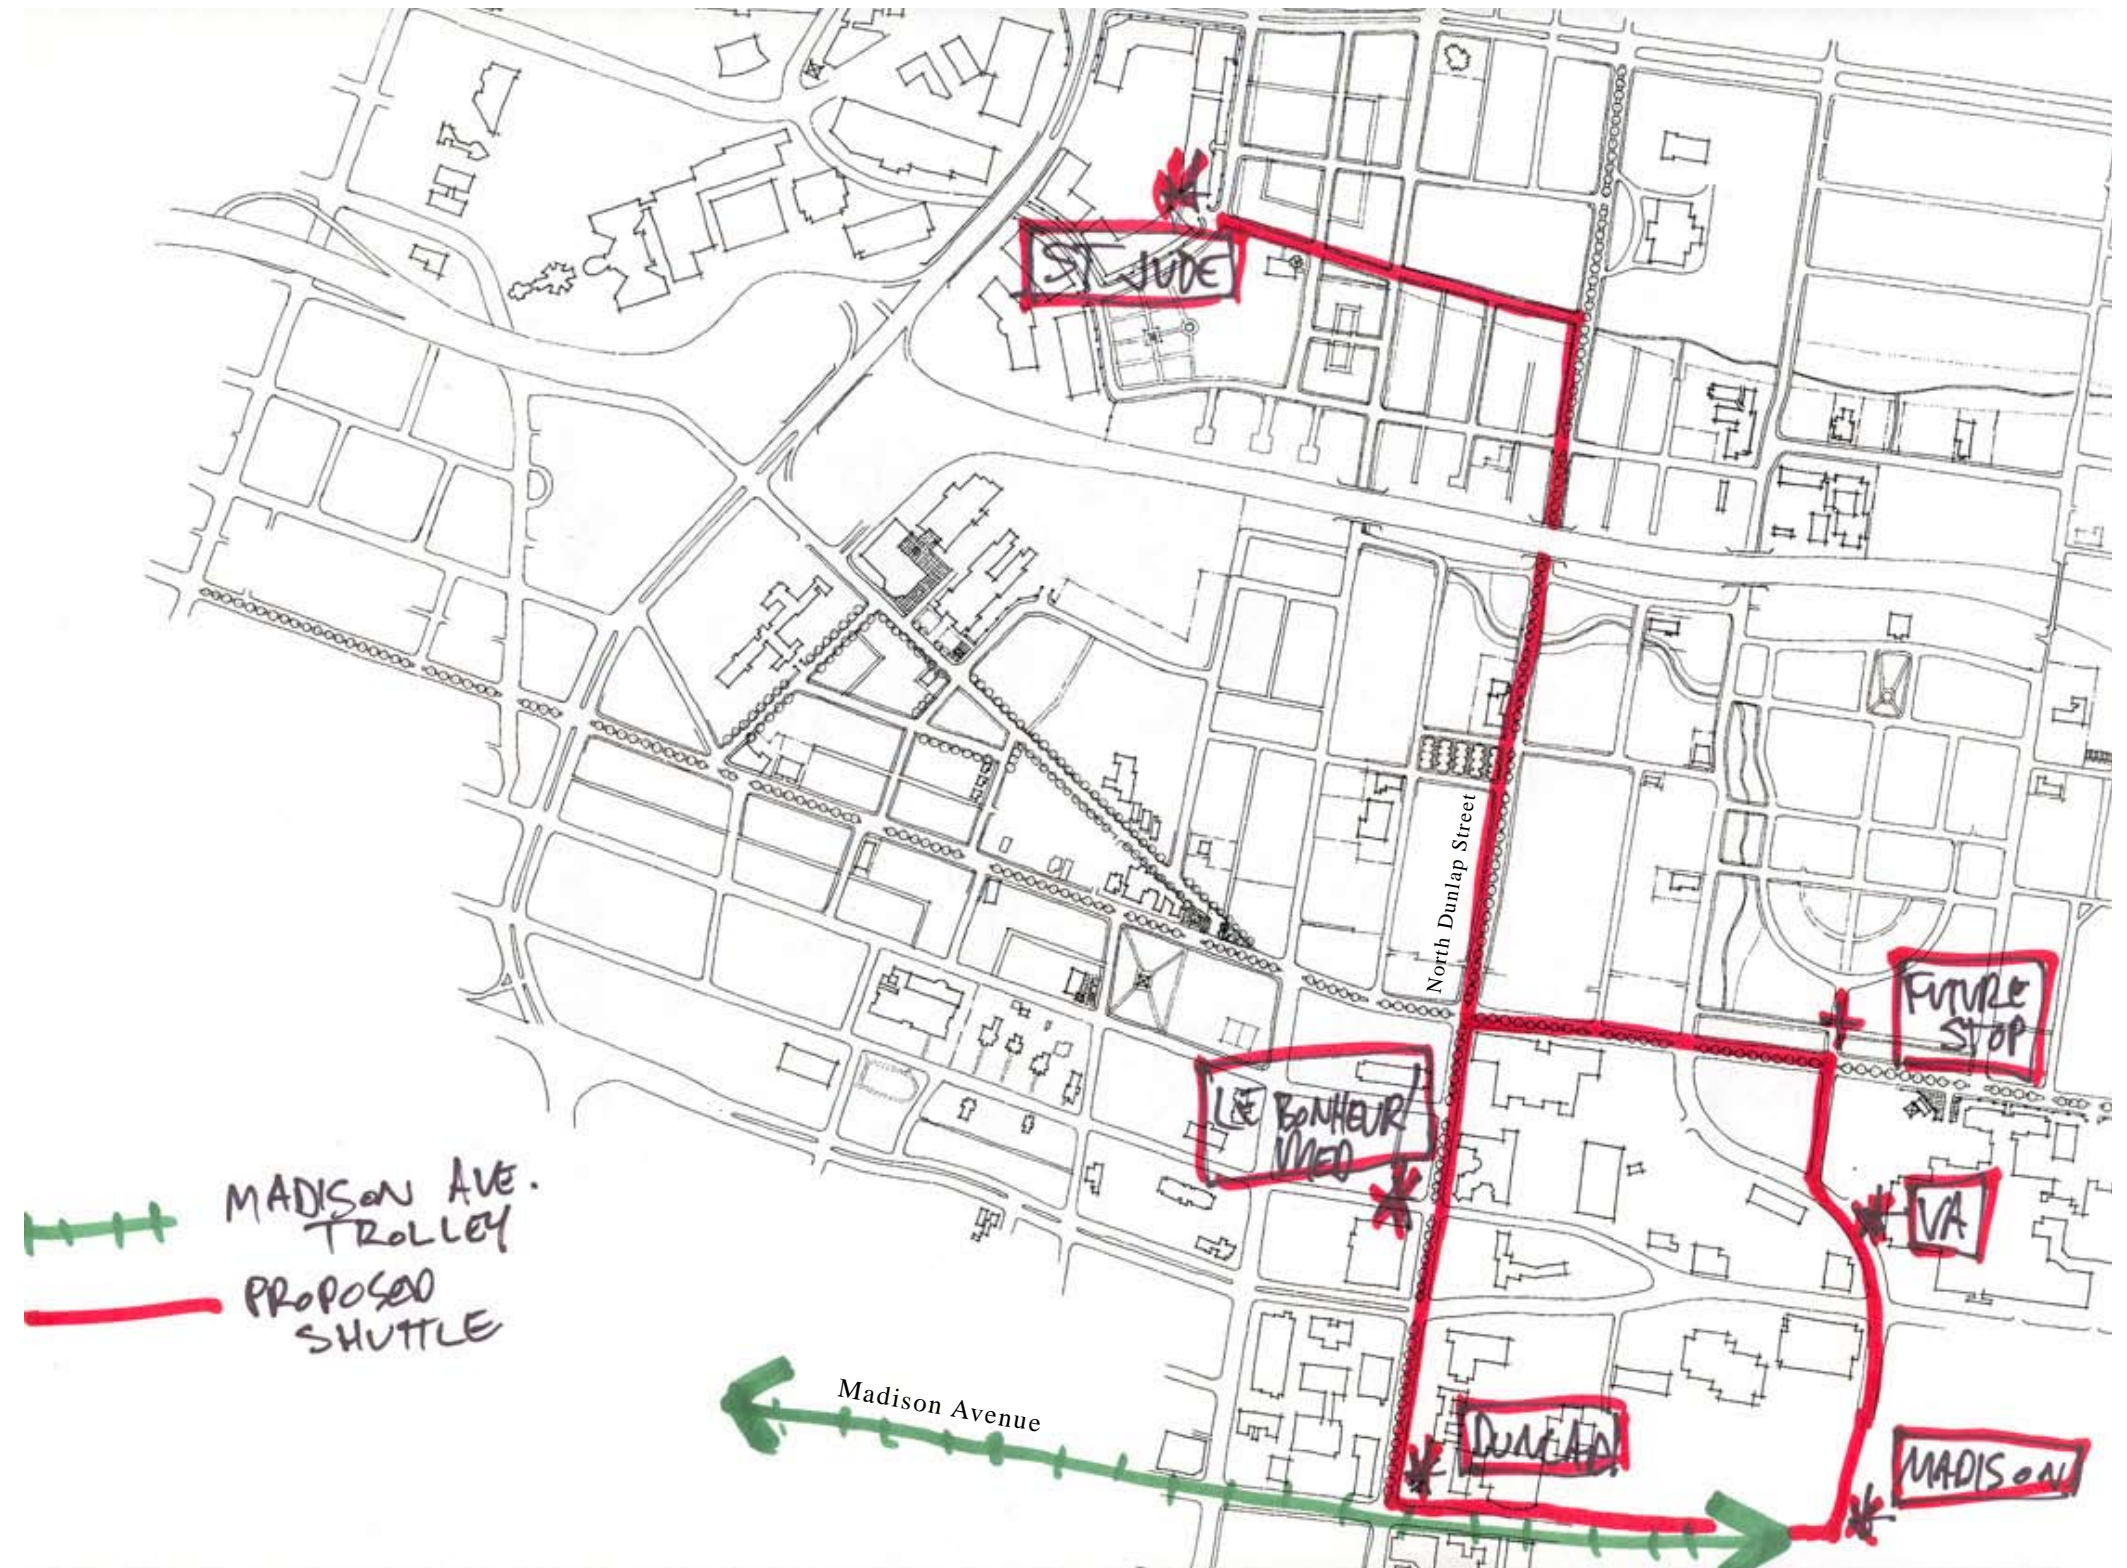 ST JUDE
North Dunlap Street
FUTURE
STOP
LE BONHEUR
MED
VA
MADISON AVE.
TROLLEY
PROPOSED
SHUTTLE
Madison Avenue
DUNLAP
MADISON